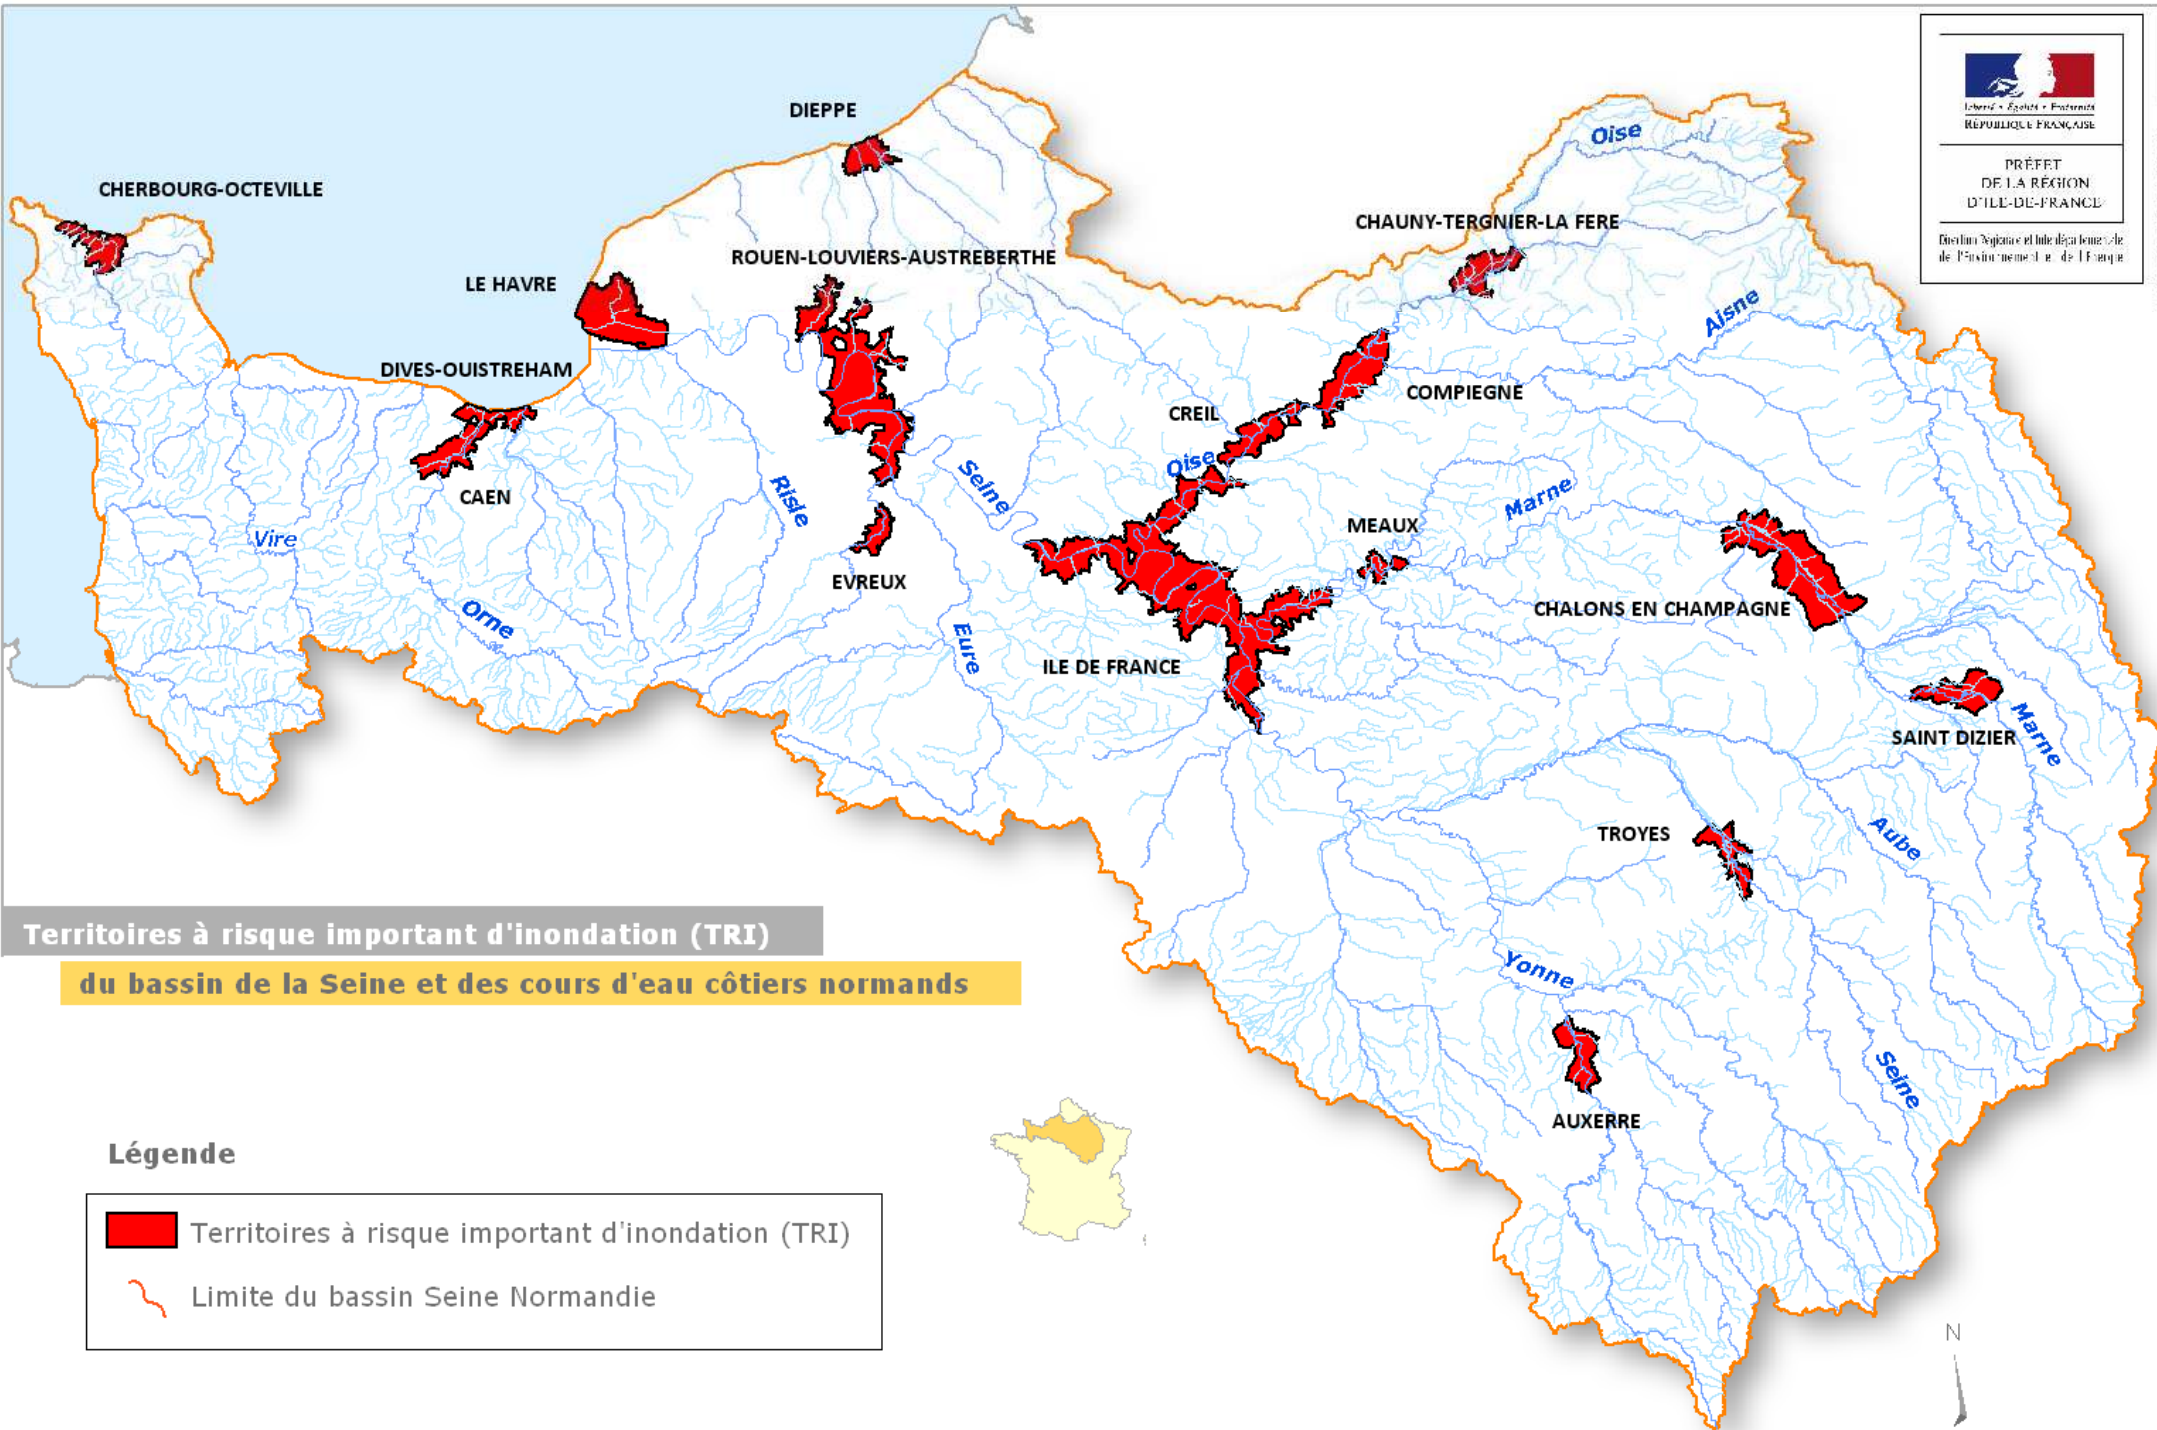 DIEPPE
Oise
Liberté • Égalité • Fraternité
RÉPUBLIQUE FRANÇAISE
PRÉFET
DE LA RÉGION
D'ILE-DE-FRANCE
CHERBOURG-OCTEVILLE
CHAUNY-TERGNIER-LA FERE
ROUEN-LOUVIERS-AUSTREBERTHE
LE HAVRE
Aisne
DIVES-OUISTREHAM
COMPIEGNE
CREIL
Oise
Seine
Risle
CAEN
Marne
MEAUX
Vire
EVREUX
CHALONS EN CHAMPAGNE
Orne
Eure
ILE DE FRANCE
SAINT DIZIER
Marne
TROYES
Aube
Territoires à risque important d'inondation (TRI)
du bassin de la Seine et des cours d'eau côtiers normands
Yonne
Seine
AUXERRE
Légende
Territoires à risque important d'inondation (TRI)
Limite du bassin Seine Normandie
N